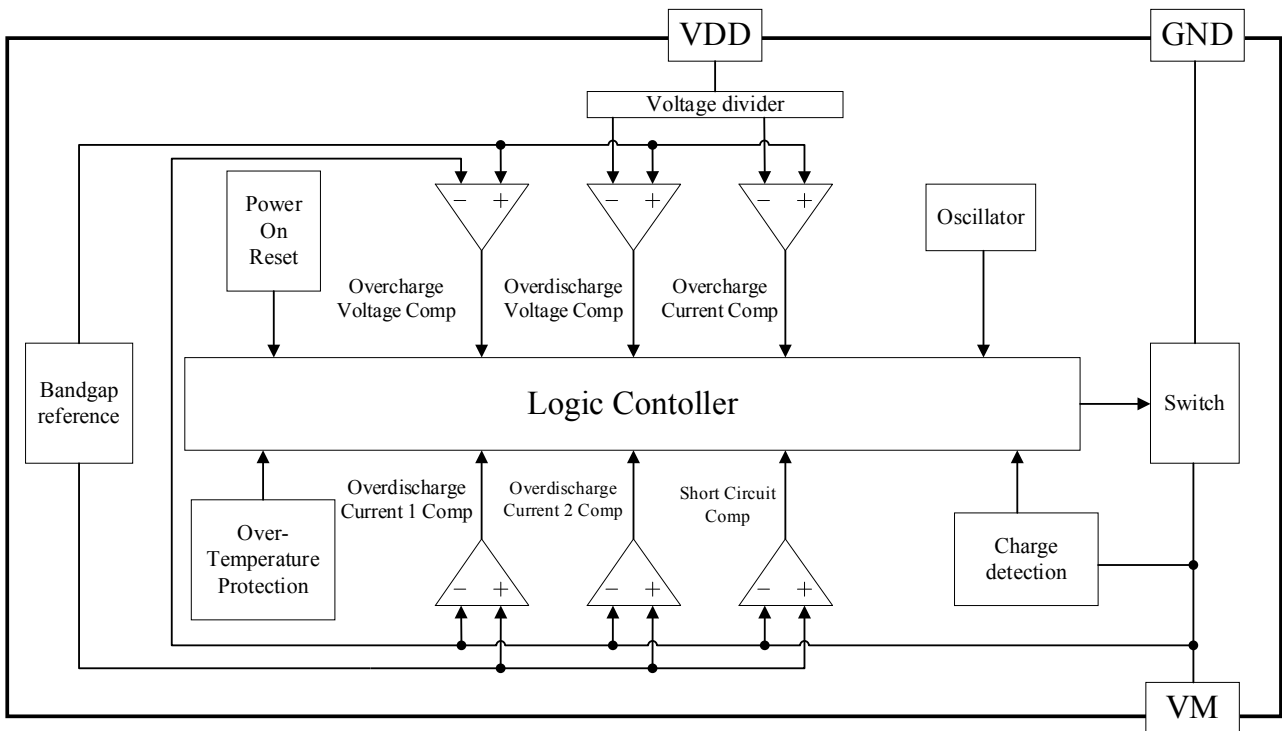 VDD
GND
Voltage divider
− +
− +
− +
Power
On
Reset
Oscillator
Overcharge
Voltage Comp
Overdischarge
Voltage Comp
Overcharge
Current Comp
Bandgap
reference
Logic Contoller
Switch
Overdischarge
Current 1 Comp
Overdischarge
Current 2 Comp
Short Circuit
Comp
Over-
Temperature
Protection
Charge
detection
− +
− +
− +
VM